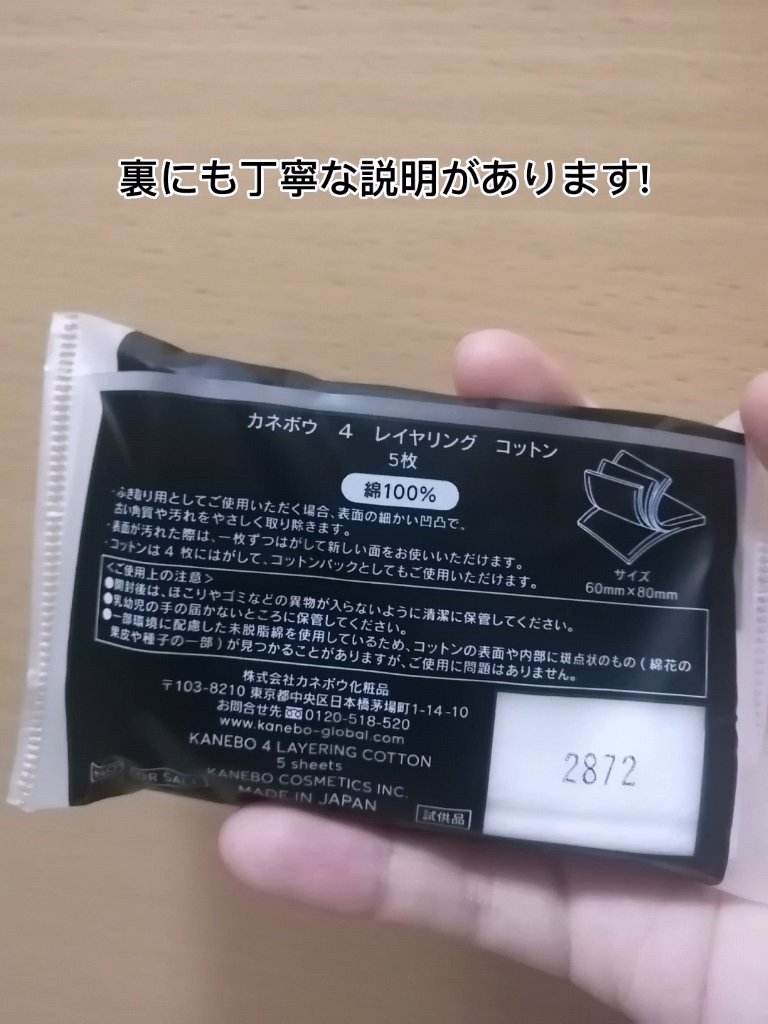 裏にも丁寧な説明があります!
カネボウ 4 レイヤリング コットン
5枚
綿100%
・ふき取り用としてご使用いただく場合、表面の細かい凹凸で、
古い角質や汚れをやさしく取り除きます。
・表面が汚れた際は、一枚ずつはがして新しい面をお使いいただけます。
・コットンは4枚にはがして、コットンパックとしてもご使用いただけます。
サイズ
60mm×80mm
<ご使用上の注意>
●開封後は、ほこりやゴミなどの異物が入らないように清潔に保管してください。
●乳幼児の手の届かないところに保管してください。
●一部環境に配慮した未脱脂綿を使用しているため、コットンの表面や内部に斑点状のもの(綿花の
果皮や種子の一部)が見つかることがありますが、ご使用に問題はありません。
株式会社カネボウ化粧品
〒103-8210 東京都中央区日本橋茅場町1-14-10
お問合せ先 0120-518-520
www.kanebo-global.com
KANEBO 4 LAYERING COTTON
5 sheets
KANEBO COSMETICS INC.
MADE IN JAPAN
NOT FOR SALE
試供品
2872